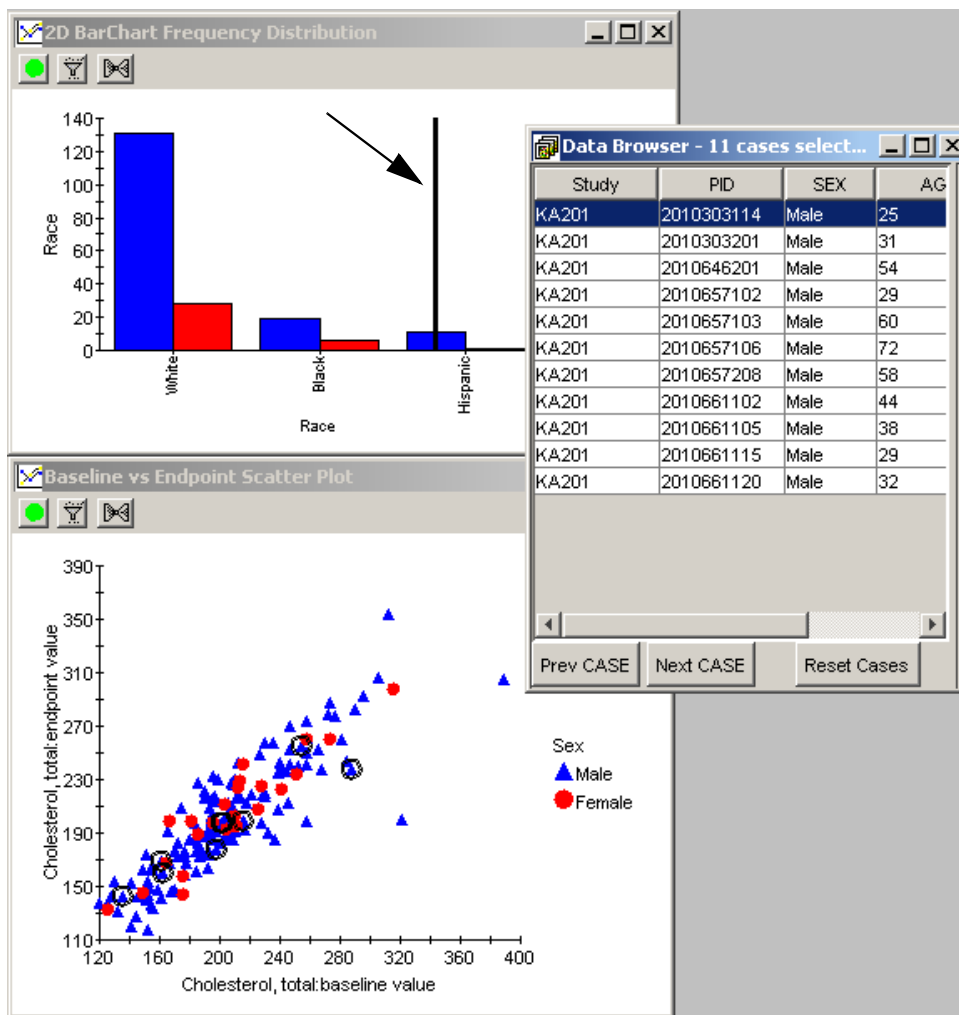 2D BarChart Frequency Distribution
140
120
100
80
60
40
20
0
Race
White
Black
Hispanic
Race
Data Browser - 11 cases select...
Study PID SEX AG
KA201 2010303114 Male 25
KA201 2010303201 Male 31
KA201 2010646201 Male 54
KA201 2010657102 Male 29
KA201 2010657103 Male 60
KA201 2010657106 Male 72
KA201 2010657208 Male 58
KA201 2010661102 Male 44
KA201 2010661105 Male 38
KA201 2010661115 Male 29
KA201 2010661120 Male 32
Prev CASE Next CASE Reset Cases
Baseline vs Endpoint Scatter Plot
390
350
310
270
230
190
150
110
Cholesterol, total:endpoint value
120 160 200 240 280 320 360 400
Cholesterol, total:baseline value
Sex
Male
Female